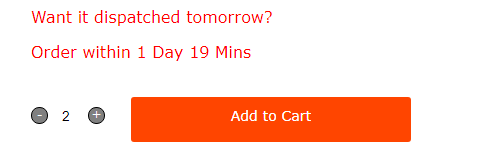 Want it dispatched tomorrow?
Order within 1 Day 19 Mins
- 2 + Add to Cart